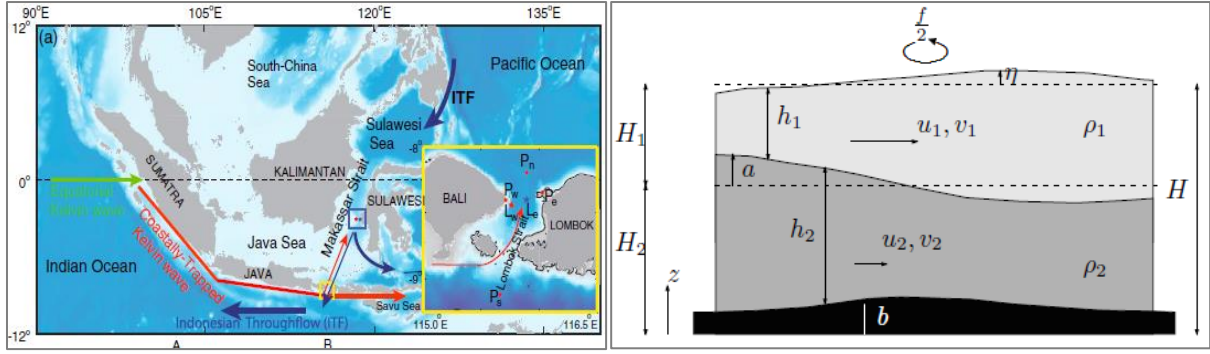 90°E
105°E
120°E
135°E
12°
(a)
South-China
Sea
Pacific Ocean
ITF
Sulawesi
Sea
-8°
SUMATRA
KALIMANTAN
0°
Equatorial
Kelvin wave
Makassar Strait
SULAWESI
BALI
LOMBOK
Lombok Strait
Pn
Pw
Pe
Lw
Le
Ps
Coastally-Trapped
Kelvin wave
Java Sea
Indian Ocean
JAVA
-9°
Savu Sea
Indonesian Throughflow (ITF)
-12°
115.0 E
116.5 E
A
B
f
2
η
H₁
h₁
u₁, v₁
ρ₁
a
H
H₂
h₂
u₂, v₂
ρ₂
z
b